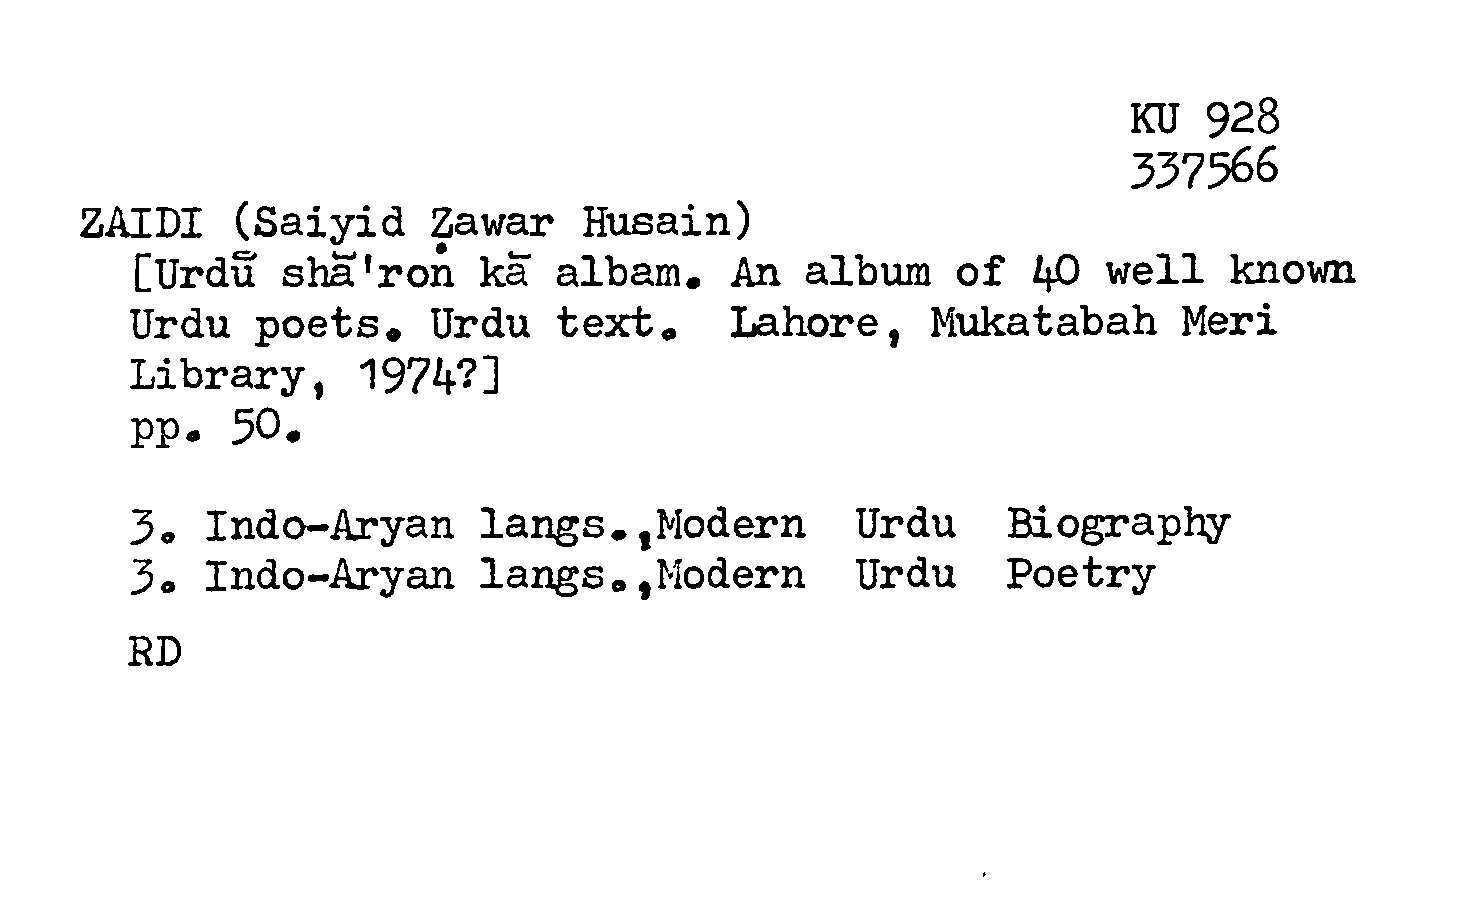 KU 928
337566
ZAIDI (Saiyid Ẓawar Husain)
[Urdū shā'roṅ kā albam. An album of 40 well known
Urdu poets. Urdu text. Lahore, Mukatabah Meri
Library, 1974?]
pp. 50.
3. Indo-Aryan langs.,Modern Urdu Biography
3. Indo-Aryan langs.,Modern Urdu Poetry
RD